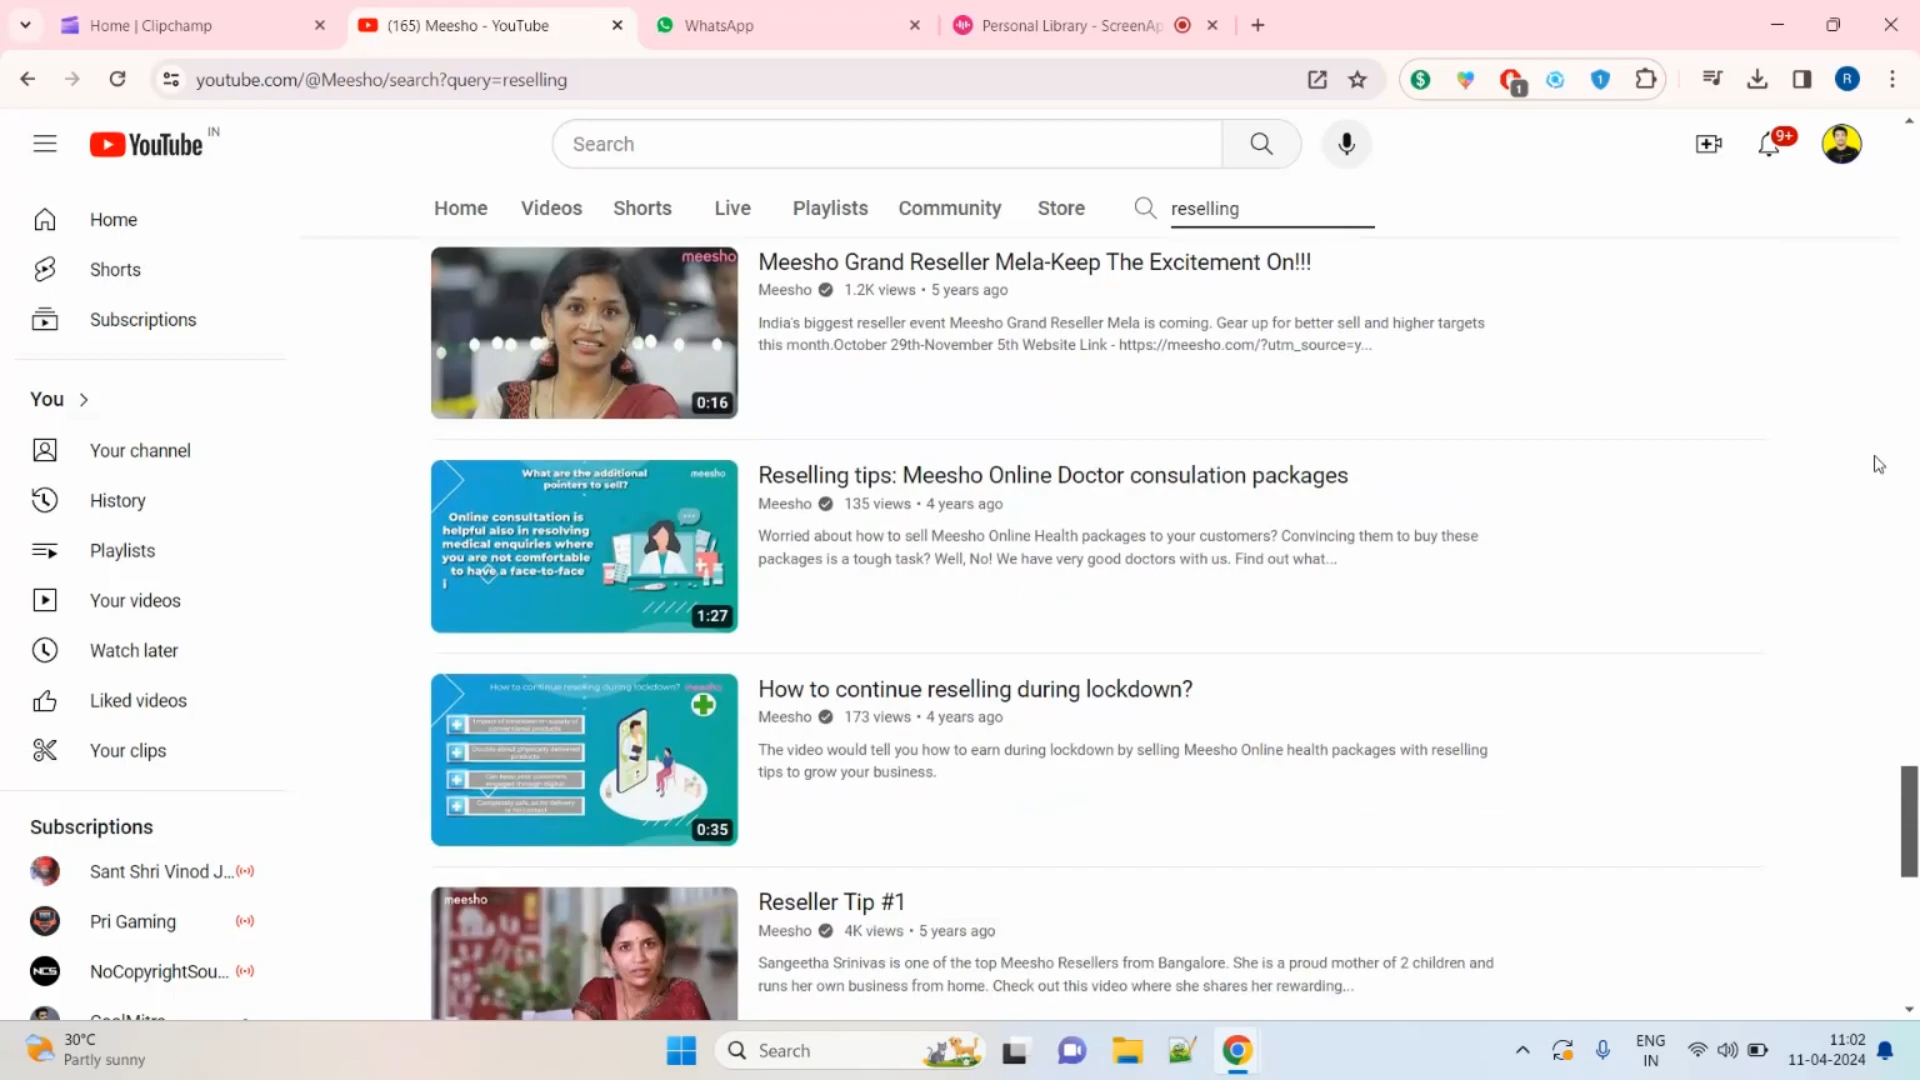 Home | Clipchamp
(165) Meesho - YouTube
WhatsApp
Personal Library - ScreenAp
youtube.com/@Meesho/search?query=reselling
1
1
R
YouTube IN
Search
9+
Home
Videos
Shorts
Live
Playlists
Community
Store
reselling
Home
Shorts
Subscriptions
You
Your channel
History
Playlists
Your videos
Watch later
Liked videos
Your clips
Subscriptions
Sant Shri Vinod J...
Pri Gaming
NCS
NoCopyrightSou...
meesho
0:16
Meesho Grand Reseller Mela-Keep The Excitement On!!!
Meesho 1.2K views • 5 years ago
India's biggest reseller event Meesho Grand Reseller Mela is coming. Gear up for better sell and higher targets
this month.October 29th-November 5th Website Link - https://meesho.com/?utm_source=y...
What are the additional
pointers to sell?
meesho
Online consultation is
helpful also in resolving
medical enquiries where
you are not comfortable
to have a face-to-face
1:27
Reselling tips: Meesho Online Doctor consulation packages
Meesho 135 views • 4 years ago
Worried about how to sell Meesho Online Health packages to your customers? Convincing them to buy these
packages is a tough task? Well, No! We have very good doctors with us. Find out what...
How to continue reselling during lockdown?
0:35
How to continue reselling during lockdown?
Meesho 173 views • 4 years ago
The video would tell you how to earn during lockdown by selling Meesho Online health packages with reselling
tips to grow your business.
meesho
Reseller Tip #1
Meesho 4K views • 5 years ago
Sangeetha Srinivas is one of the top Meesho Resellers from Bangalore. She is a proud mother of 2 children and
runs her own business from home. Check out this video where she shares her rewarding...
30°C
Partly sunny
Search
ENG
IN
11:02
11-04-2024